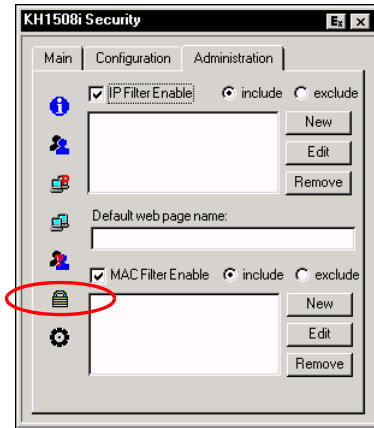 KH1508i Security
Ex
Main Configuration Administration
IP Filter Enable include exclude
New
Edit
Remove
Default web page name:
MAC Filter Enable include exclude
New
Edit
Remove